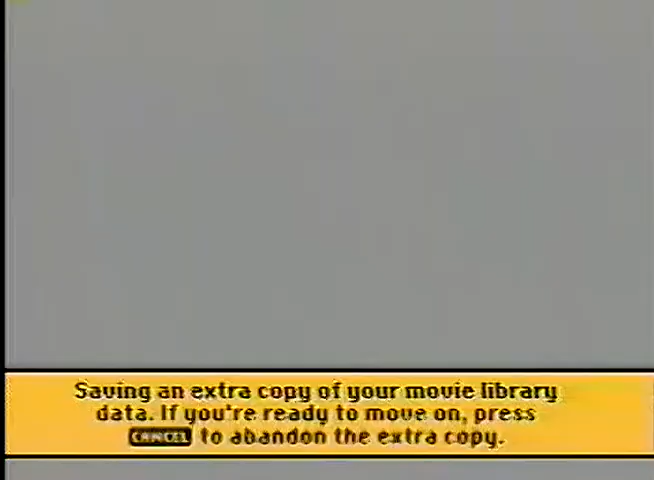 Saving an extra copy of your movie library
data. If you're ready to move on, press
CANCEL to abandon the extra copy.